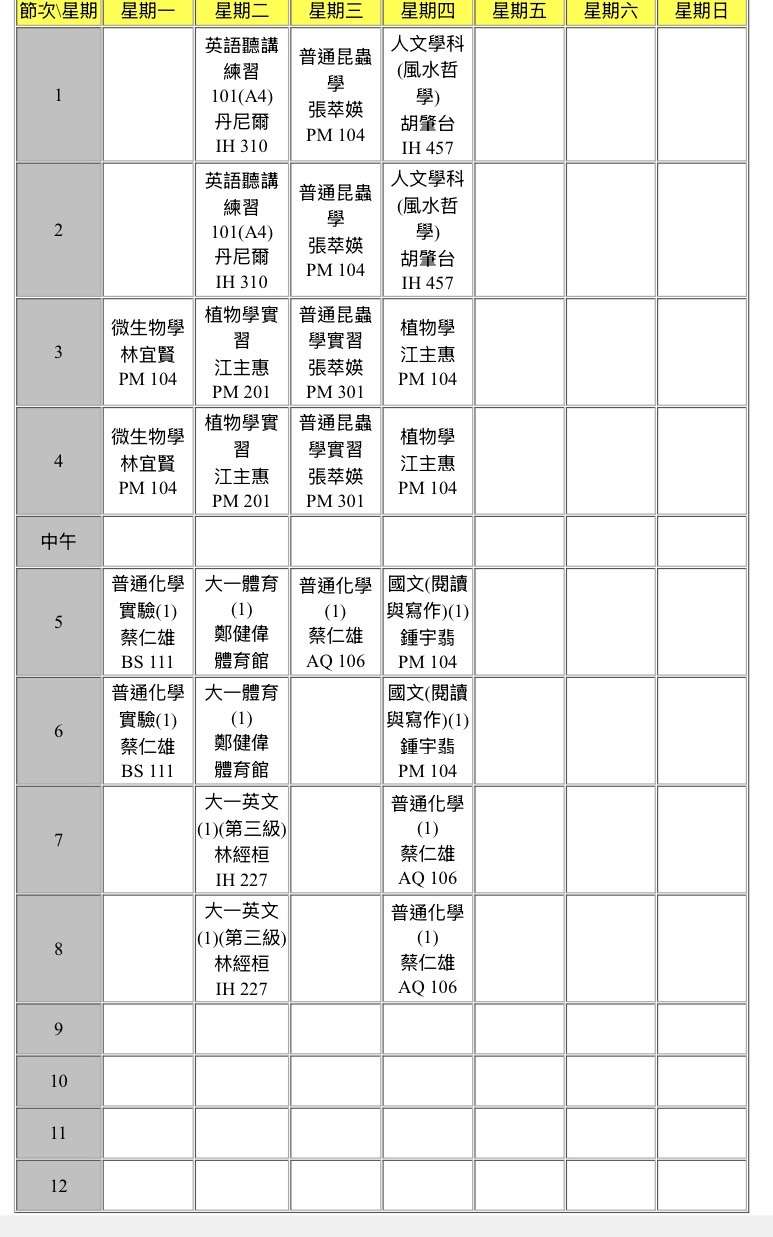 節次\星期 星期一 星期二 星期三 星期四 星期五 星期六 星期日
1
英語聽講
練習
101(A4)
丹尼爾
IH 310
普通昆蟲
學
張萃媖
PM 104
人文學科
(風水哲
學)
胡肇台
IH 457
2
英語聽講
練習
101(A4)
丹尼爾
IH 310
普通昆蟲
學
張萃媖
PM 104
人文學科
(風水哲
學)
胡肇台
IH 457
3
微生物學
林宜賢
PM 104
植物學實
習
江主惠
PM 201
普通昆蟲
學實習
張萃媖
PM 301
植物學
江主惠
PM 104
4
微生物學
林宜賢
PM 104
植物學實
習
江主惠
PM 201
普通昆蟲
學實習
張萃媖
PM 301
植物學
江主惠
PM 104
中午
5
普通化學
實驗(1)
蔡仁雄
BS 111
大一體育
(1)
鄭健偉
體育館
普通化學
(1)
蔡仁雄
AQ 106
國文(閱讀
與寫作)(1)
鍾宇翡
PM 104
6
普通化學
實驗(1)
蔡仁雄
BS 111
大一體育
(1)
鄭健偉
體育館
國文(閱讀
與寫作)(1)
鍾宇翡
PM 104
7
大一英文
(1)(第三級)
林經桓
IH 227
普通化學
(1)
蔡仁雄
AQ 106
8
大一英文
(1)(第三級)
林經桓
IH 227
普通化學
(1)
蔡仁雄
AQ 106
9
10
11
12